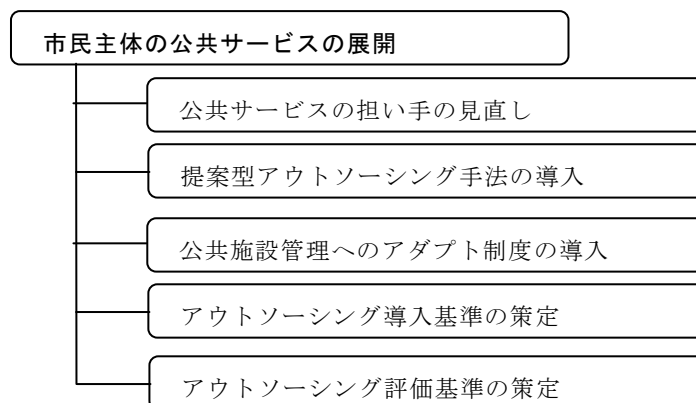 市民主体の公共サービスの展開
公共サービスの担い手の見直し
提案型アウトソーシング手法の導入
公共施設管理へのアダプト制度の導入
アウトソーシング導入基準の策定
アウトソーシング評価基準の策定